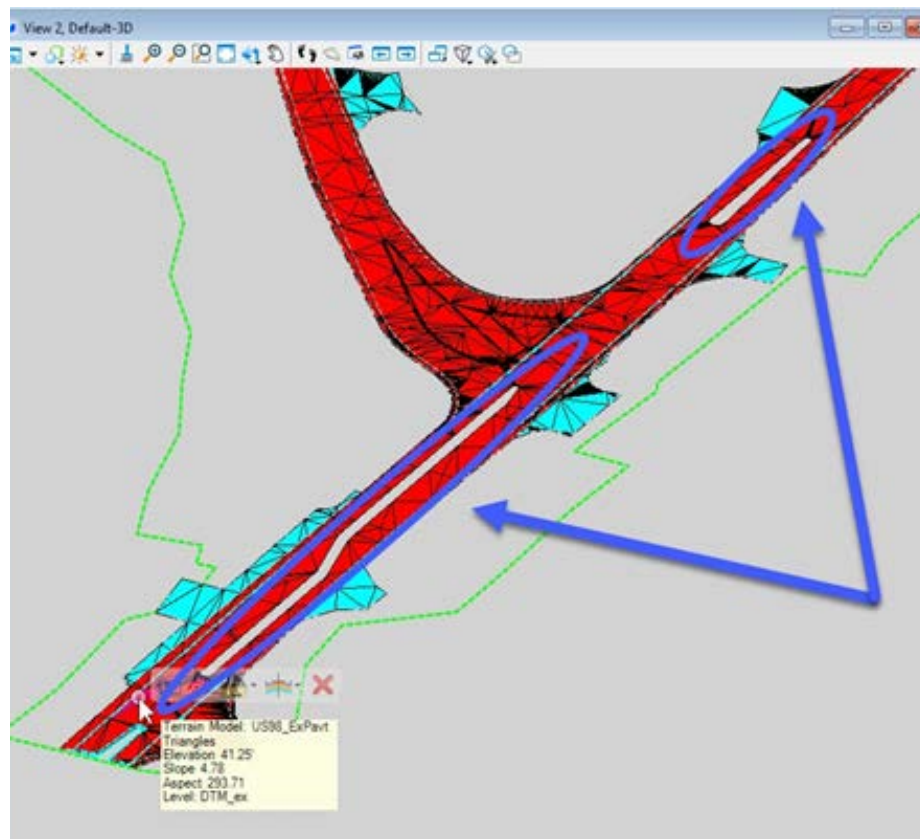 View 2, Default-3D
Terrain Model: US98_ExPavt
Triangles
Elevation 41.25'
Slope 4.78
Aspect 293.71
Level: DTM_ex